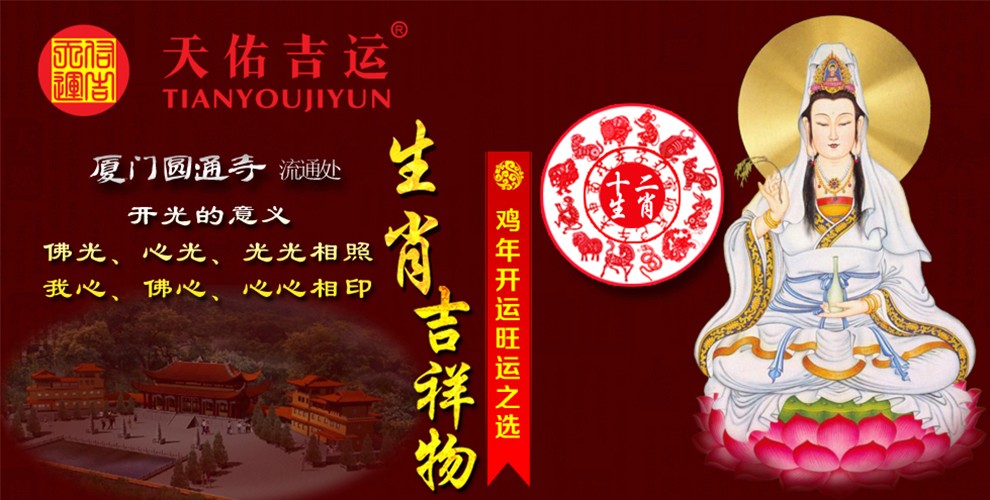 天佑吉运®
TIANYOUJIYUN
厦门圆通寺 流通处
开光的意义
佛光、心光、光光相照
我心、佛心、心心相印
生肖吉祥物
鸡年开运旺运之选
十二生肖